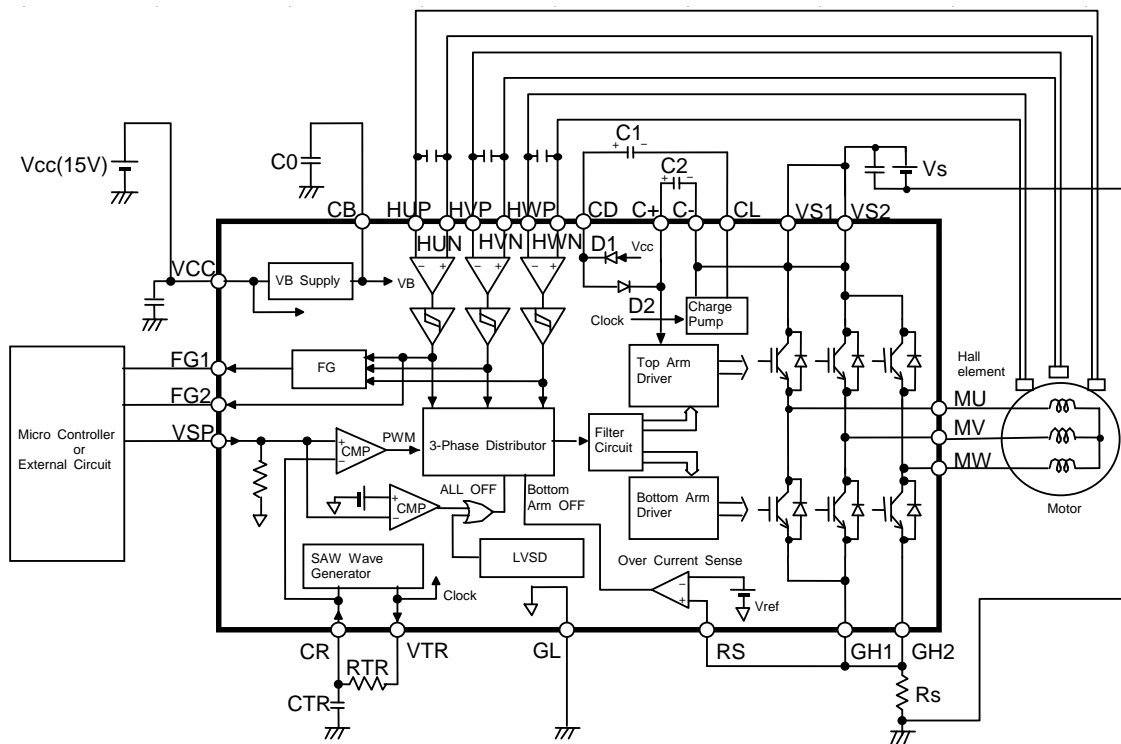 C1
C2
Vcc(15V)
C0
Vs
CB
HUP
HVP
HWP
CD
C+
C-
CL
VS1
VS2
HUN
HVN
HWN
D1
Vcc
VCC
VB Supply
VB
D2
Clock
Charge
Pump
FG1
FG
Top Arm
Driver
Hall
element
FG2
MU
Micro Controller
or
External Circuit
VSP
+
−
CMP
PWM
3-Phase Distributor
Filter
Circuit
MV
MW
ALL OFF
Bottom
Arm OFF
Bottom Arm
Driver
+
−
CMP
Motor
SAW Wave
Generator
LVSD
Over Current Sense
Clock
−
+
Vref
CR
VTR
GL
RS
GH1
GH2
RTR
CTR
Rs